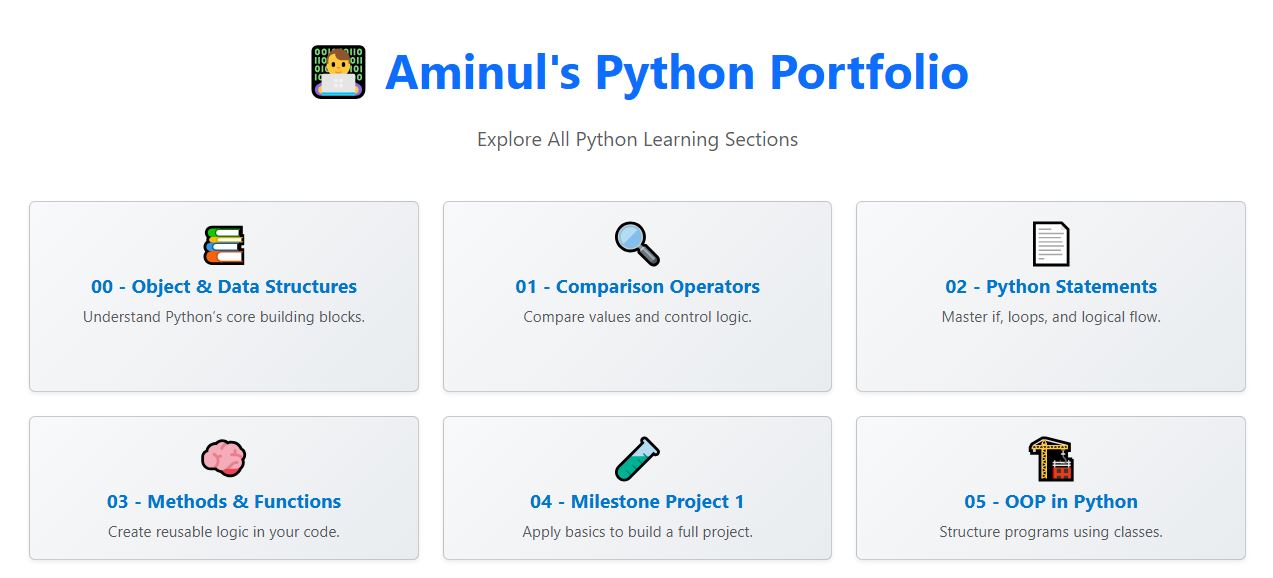 Aminul's Python Portfolio
Explore All Python Learning Sections
00 - Object & Data Structures
Understand Python’s core building blocks.
01 - Comparison Operators
Compare values and control logic.
02 - Python Statements
Master if, loops, and logical flow.
03 - Methods & Functions
Create reusable logic in your code.
04 - Milestone Project 1
Apply basics to build a full project.
05 - OOP in Python
Structure programs using classes.